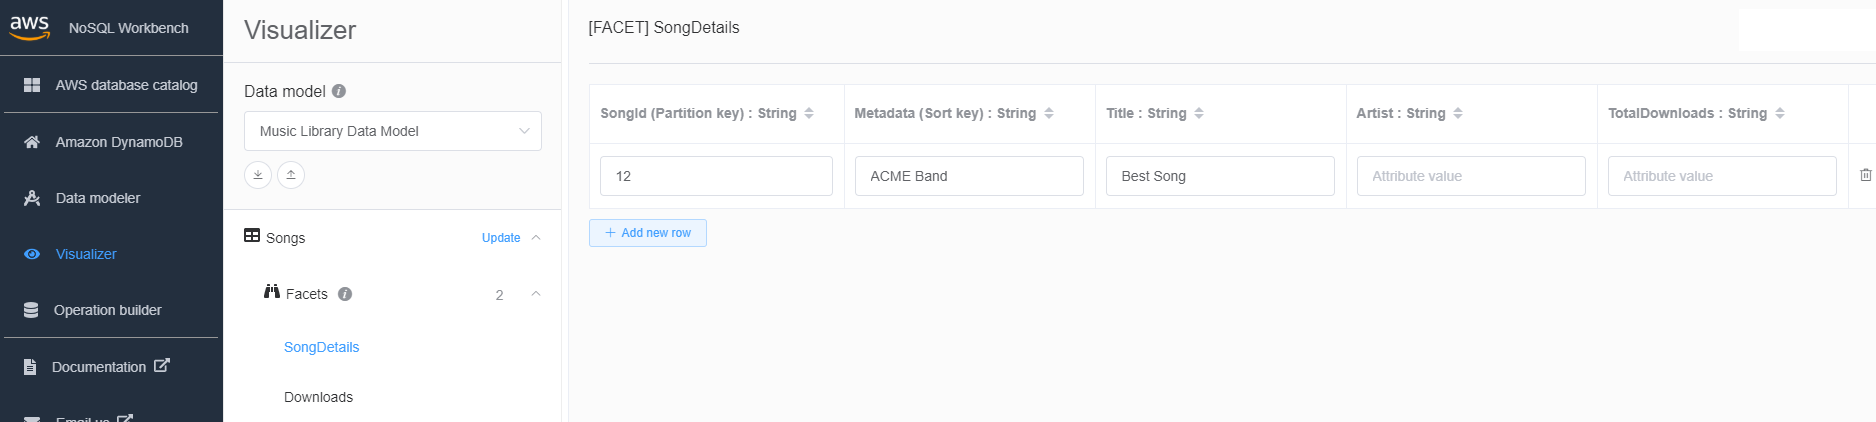 aws NoSQL Workbench
AWS database catalog
Amazon DynamoDB
Data modeler
Visualizer
Operation builder
Documentation
Email us
Visualizer
Data model i
Music Library Data Model
Songs Update
Facets i 2
SongDetails
Downloads
[FACET] SongDetails
SongId (Partition key) : String Metadata (Sort key) : String Title : String Artist : String TotalDownloads : String
12 ACME Band Best Song Attribute value Attribute value
+ Add new row